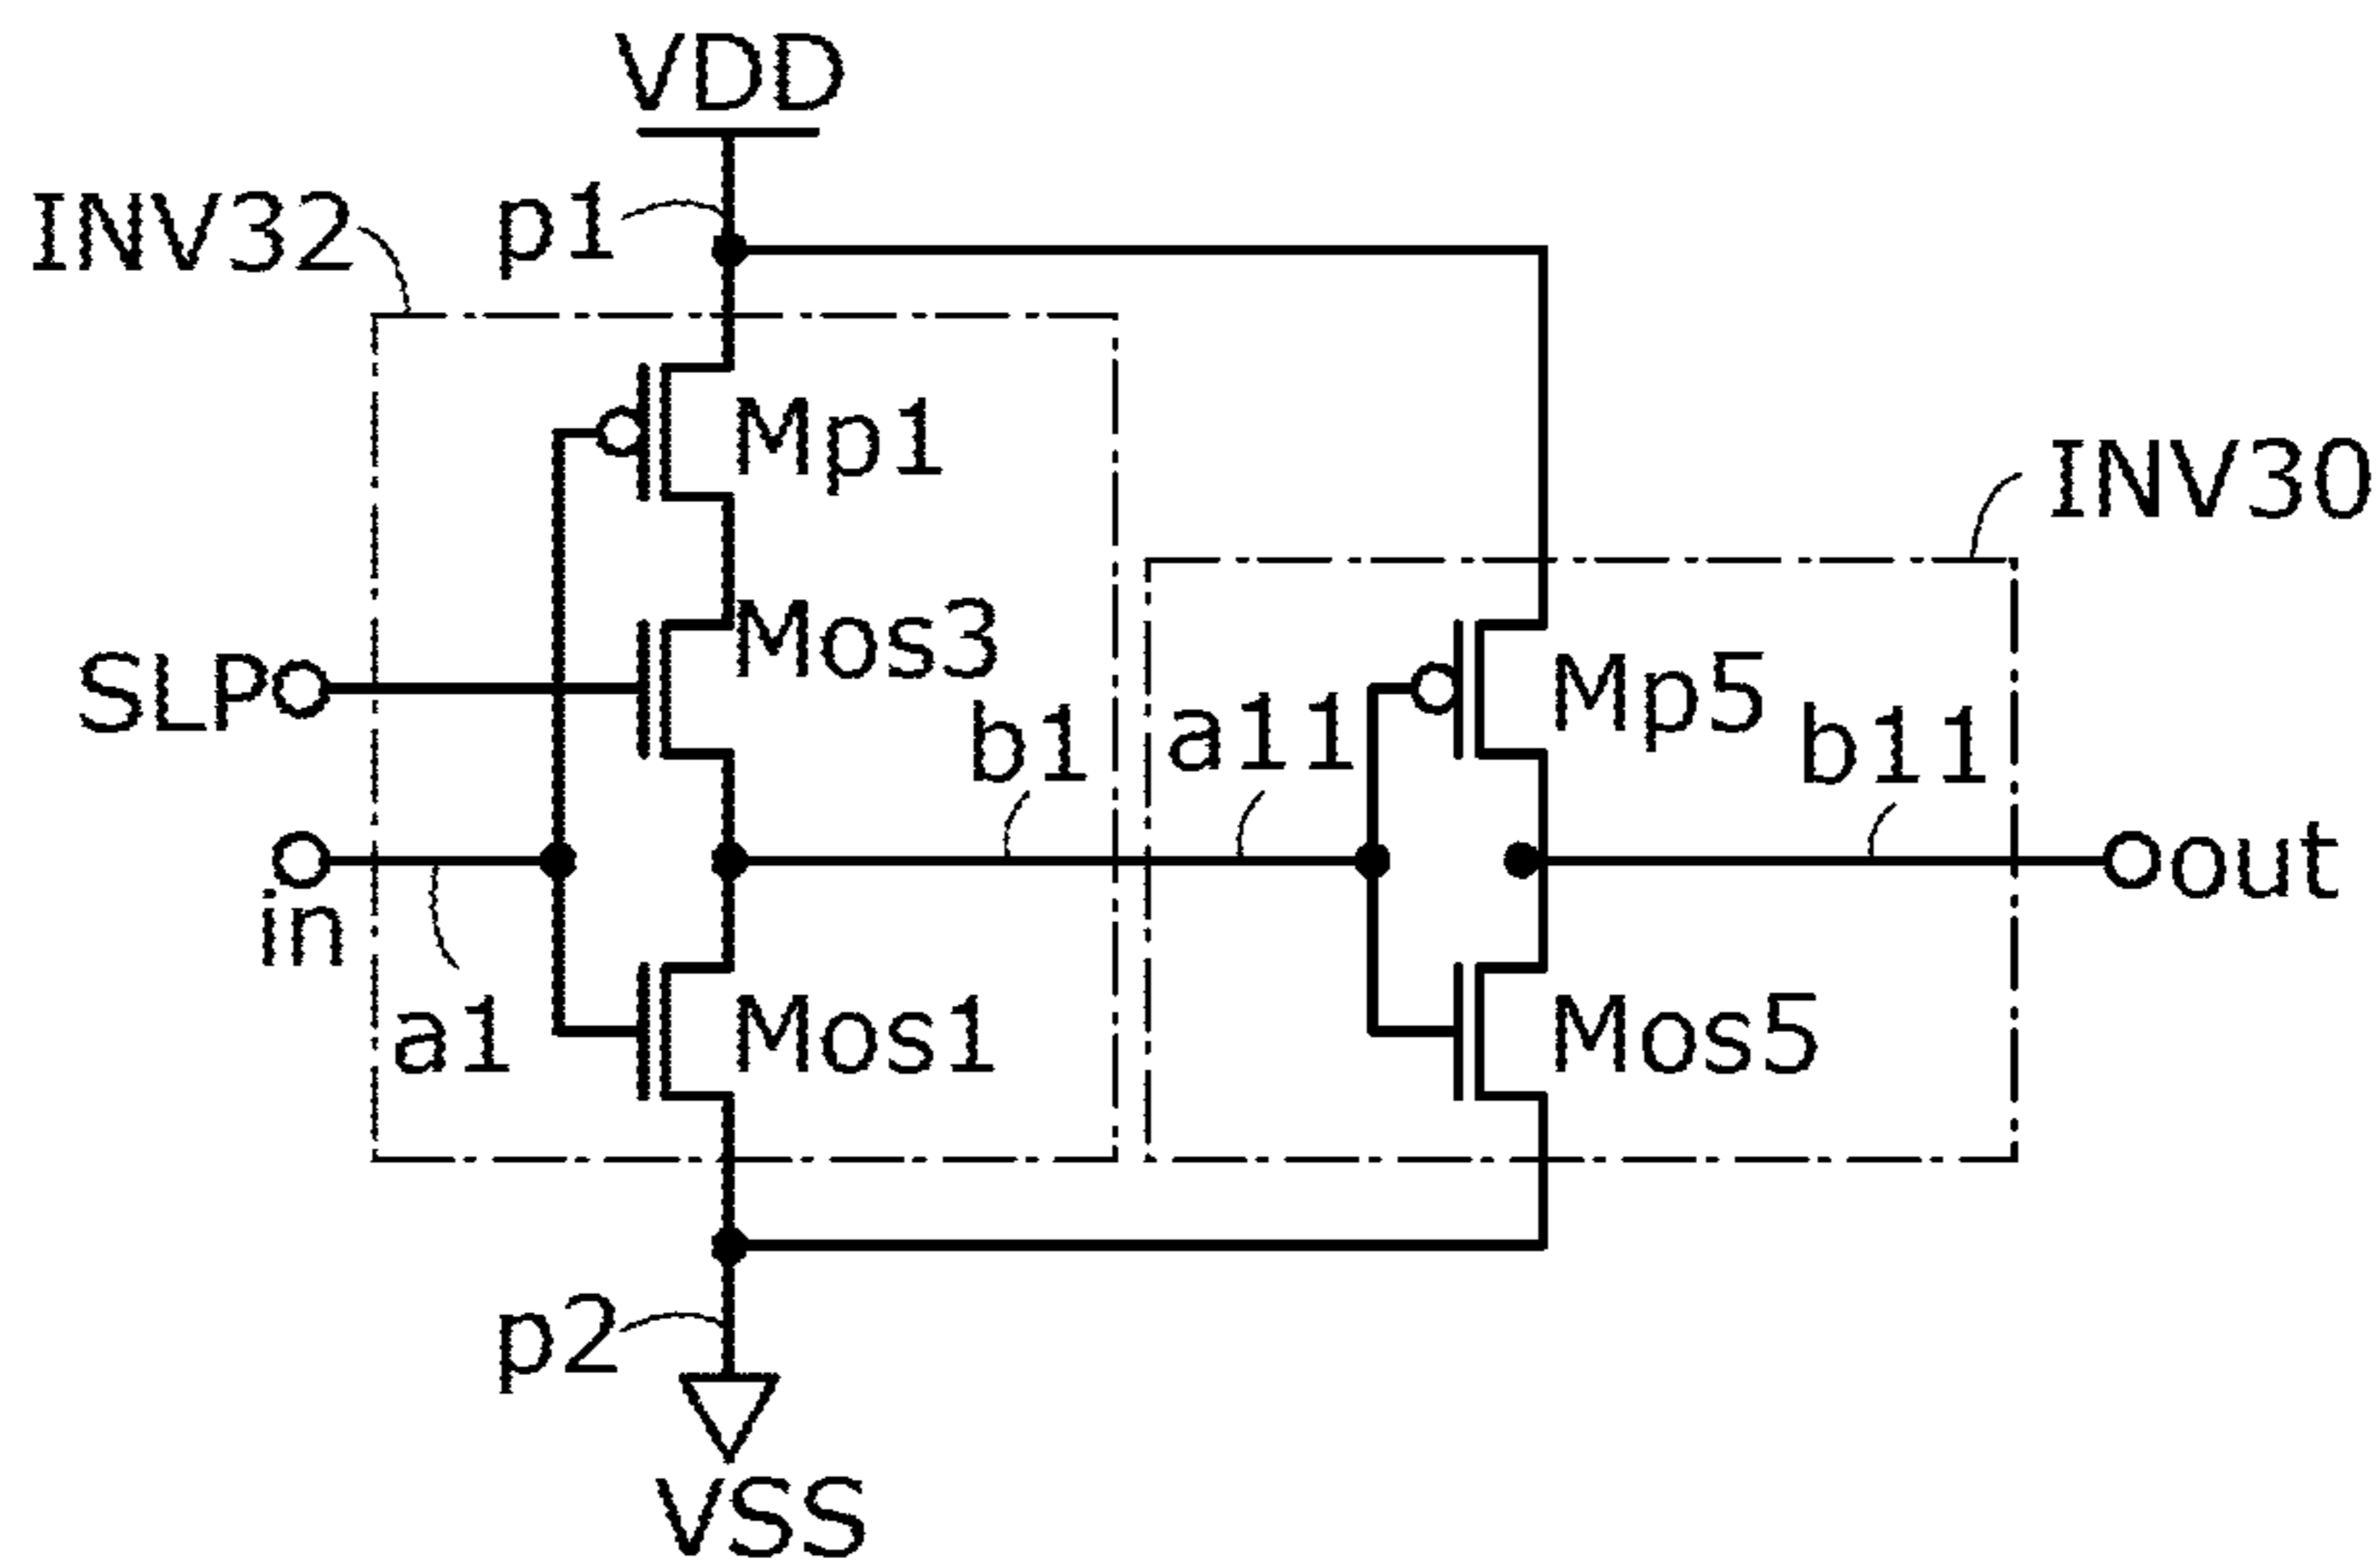 VDD
INV32
p1
Mp1
INV30
Mos3
SLP
Mp5
b1
a11
b11
in
out
a1
Mos1
Mos5
p2
VSS